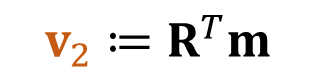 v₂ := Rᵀm